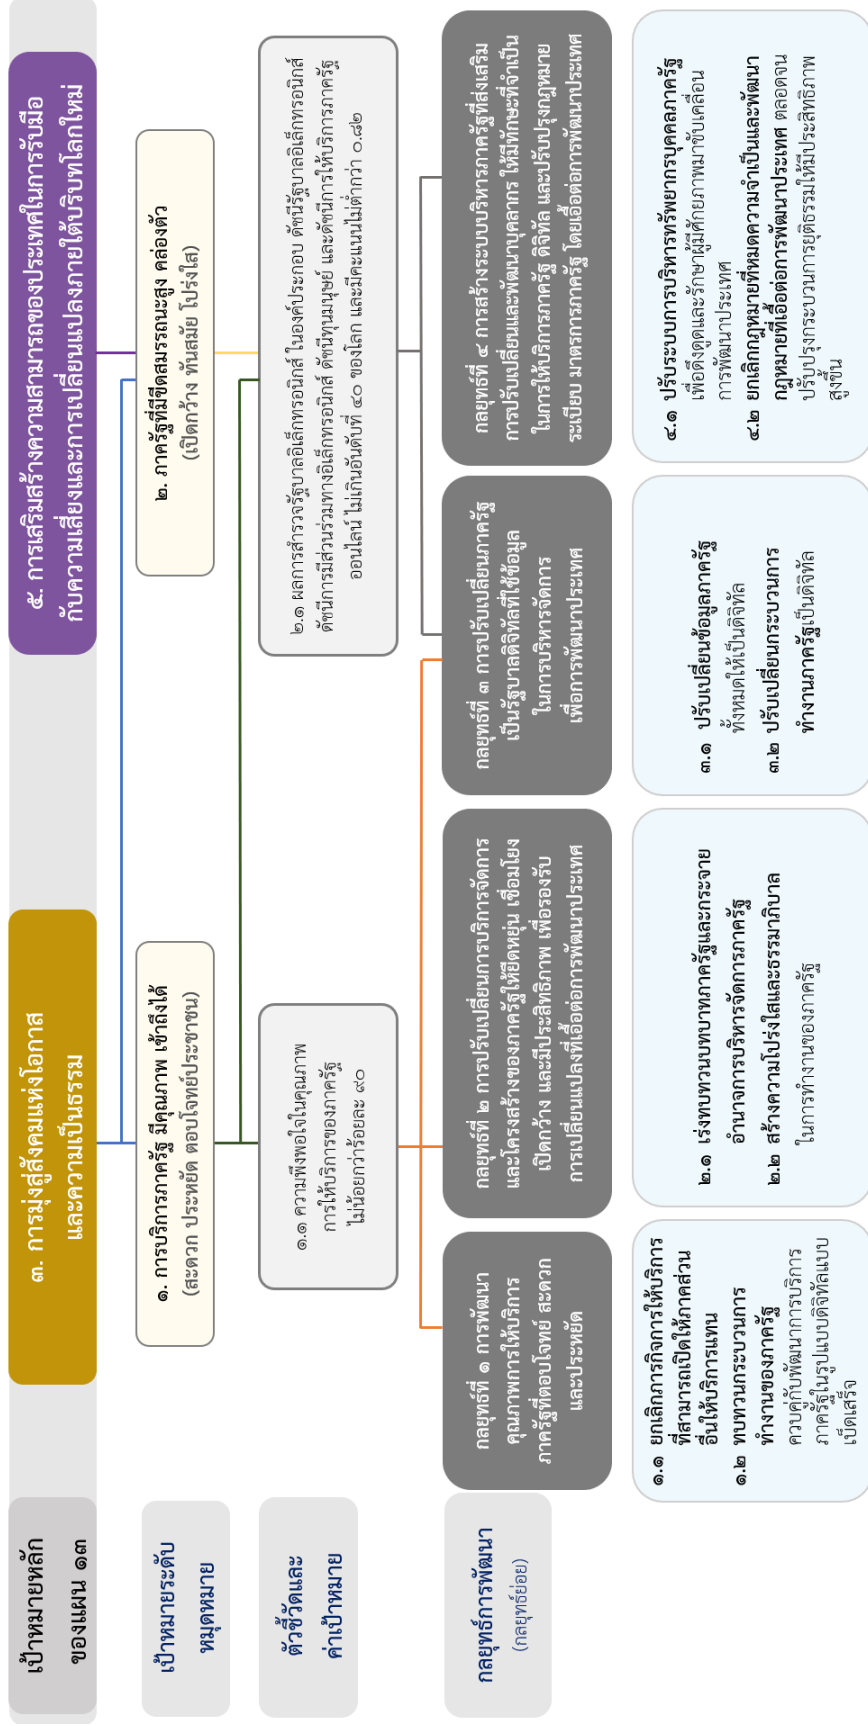 เป้าหมายหลัก
ของแผน ๑๓
๓. การมุ่งสู่สังคมแห่งโอกาส
และความเป็นธรรม
๕. การเสริมสร้างความสามารถของประเทศในการรับมือ
กับความเสี่ยงและการเปลี่ยนแปลงภายใต้บริบทโลกใหม่
เป้าหมายระดับ
หมุดหมาย
๑. การบริการภาครัฐ มีคุณภาพ เข้าถึงได้
(สะดวก ประหยัด ตอบโจทย์ประชาชน)
๒. ภาครัฐที่มีขีดสมรรถนะสูง คล่องตัว
(เปิดกว้าง ทันสมัย โปร่งใส)
ตัวชี้วัดและ
ค่าเป้าหมาย
๑.๑ ความพึงพอใจในคุณภาพ
การให้บริการของภาครัฐ
ไม่น้อยกว่าร้อยละ ๙๐
๒.๑ ผลการสำรวจรัฐบาลอิเล็กทรอนิกส์ ในองค์ประกอบ ดัชนีรัฐบาลอิเล็กทรอนิกส์
ดัชนีการมีส่วนร่วมทางอิเล็กทรอนิกส์ ดัชนีทุนมนุษย์ และดัชนีการให้บริการภาครัฐ
ออนไลน์ ไม่เกินอันดับที่ ๔๐ ของโลก และมีคะแนนไม่ต่ำกว่า ๐.๘๒
กลยุทธ์การพัฒนา
(กลยุทธ์ย่อย)
กลยุทธ์ที่ ๑ การพัฒนา
คุณภาพการให้บริการ
ภาครัฐที่ตอบโจทย์ สะดวก
และประหยัด
กลยุทธ์ที่ ๒ การปรับเปลี่ยนการบริการจัดการ
และโครงสร้างของภาครัฐให้ยืดหยุ่น เชื่อมโยง
เปิดกว้าง และมีประสิทธิภาพ เพื่อรองรับ
การเปลี่ยนแปลงที่เอื้อต่อการพัฒนาประเทศ
กลยุทธ์ที่ ๓ การปรับเปลี่ยนภาครัฐ
เป็นรัฐบาลดิจิทัลที่ใช้ข้อมูล
ในการบริหารจัดการ
เพื่อการพัฒนาประเทศ
กลยุทธ์ที่ ๔ การสร้างระบบบริหารภาครัฐที่ส่งเสริม
การปรับเปลี่ยนและพัฒนาบุคลากร ให้มีทักษะที่จำเป็น
ในการให้บริการภาครัฐ ดิจิทัล และปรับปรุงกฎหมาย
ระเบียบ มาตรการภาครัฐ โดยเอื้อต่อการพัฒนาประเทศ
๑.๑ ยกเลิกภารกิจการให้บริการ
ที่สามารถเปิดให้ภาคส่วน
อื่นให้บริการแทน
๑.๒ ทบทวนกระบวนการ
ทำงานของภาครัฐ
ควบคู่กับพัฒนาการบริการ
ภาครัฐในรูปแบบดิจิทัลแบบ
เบ็ดเสร็จ
๒.๑ เร่งทบทวนบทบาทภาครัฐและกระจาย
อำนาจการบริหารจัดการภาครัฐ
๒.๒ สร้างความโปร่งใสและธรรมาภิบาล
ในการทำงานของภาครัฐ
๓.๑ ปรับเปลี่ยนข้อมูลภาครัฐ
ทั้งหมดให้เป็นดิจิทัล
๓.๒ ปรับเปลี่ยนกระบวนการ
ทำงานภาครัฐเป็นดิจิทัล
๔.๑ ปรับระบบการบริหารทรัพยากรบุคคลภาครัฐ
เพื่อดึงดูดและรักษาผู้มีศักยภาพมาขับเคลื่อน
การพัฒนาประเทศ
๔.๒ ยกเลิกกฎหมายที่หมดความจำเป็นและพัฒนา
กฎหมายที่เอื้อต่อการพัฒนาประเทศ ตลอดจน
ปรับปรุงกระบวนการยุติธรรมให้มีประสิทธิภาพ
สูงขึ้น